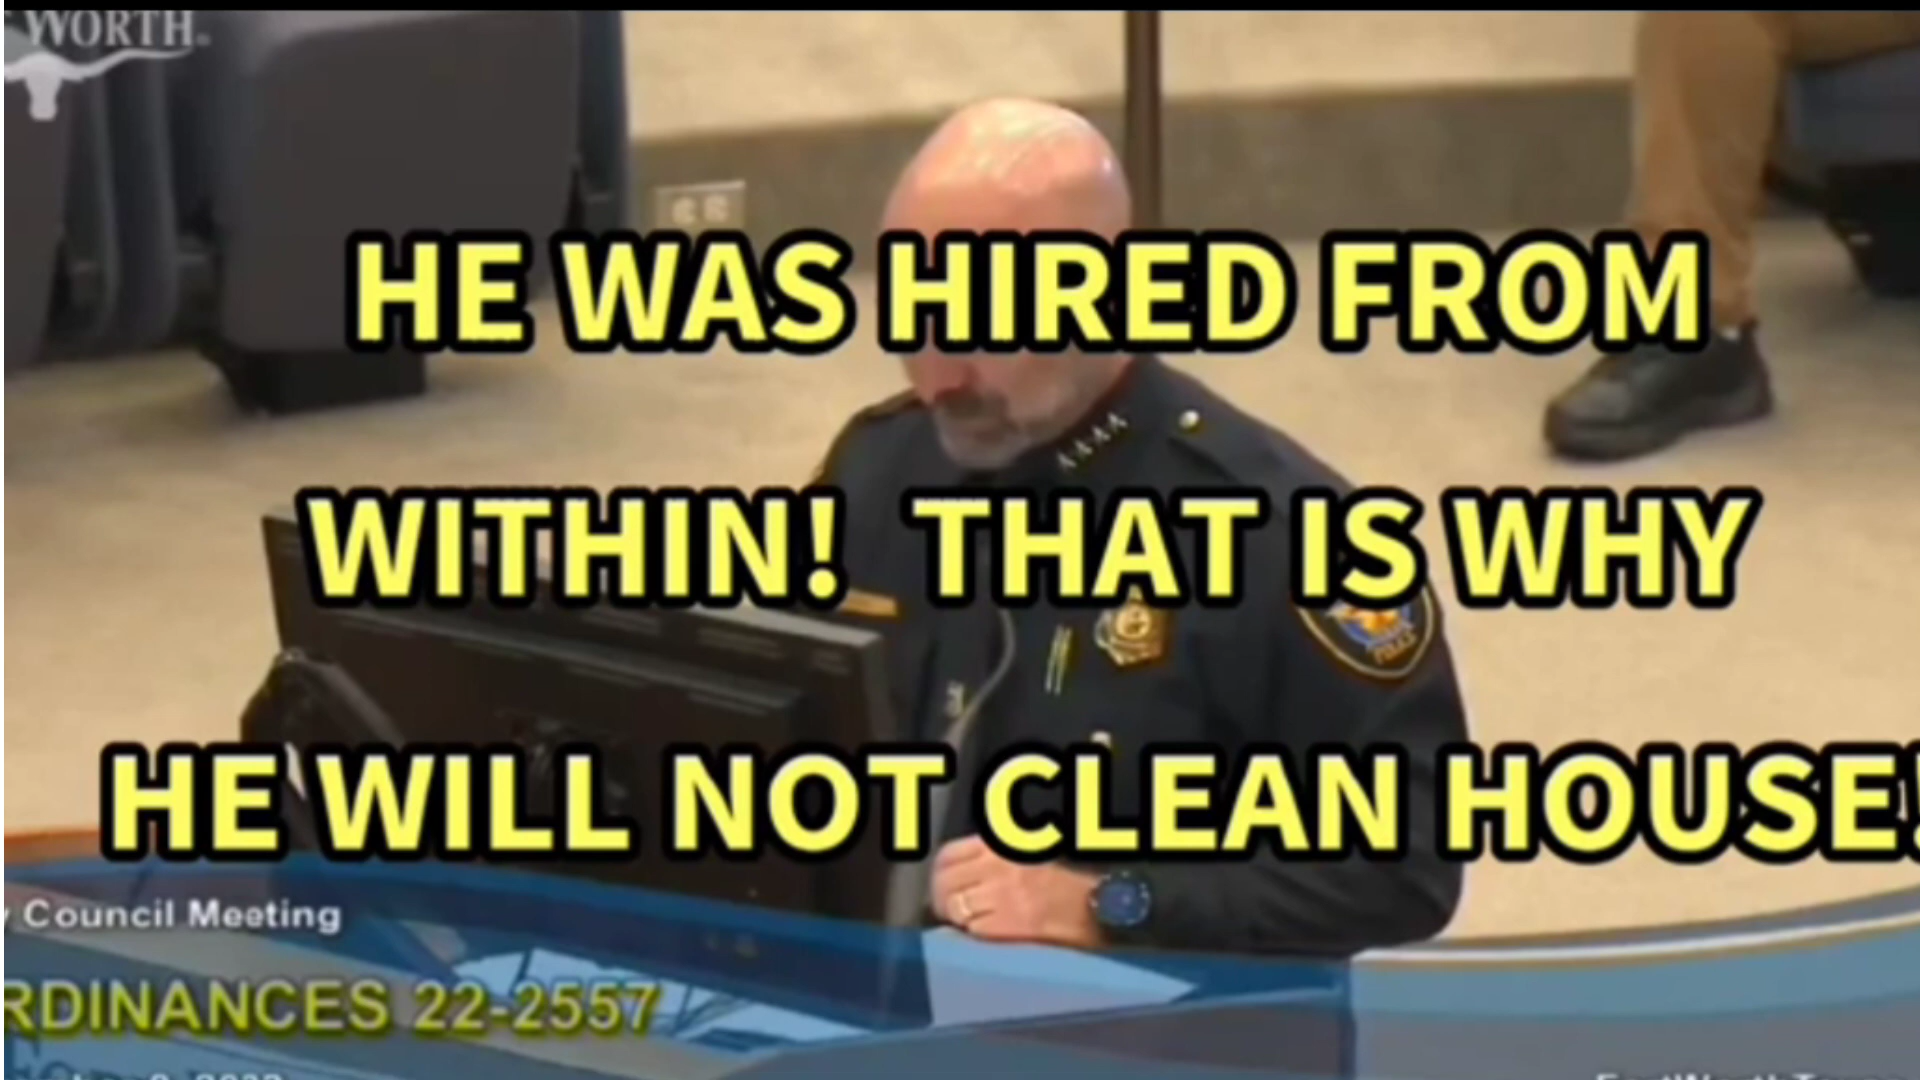 WORTH
HE WAS HIRED FROM
WITHIN! THAT IS WHY
HE WILL NOT CLEAN HOUSE!
Council Meeting
RDINANCES 22-2557